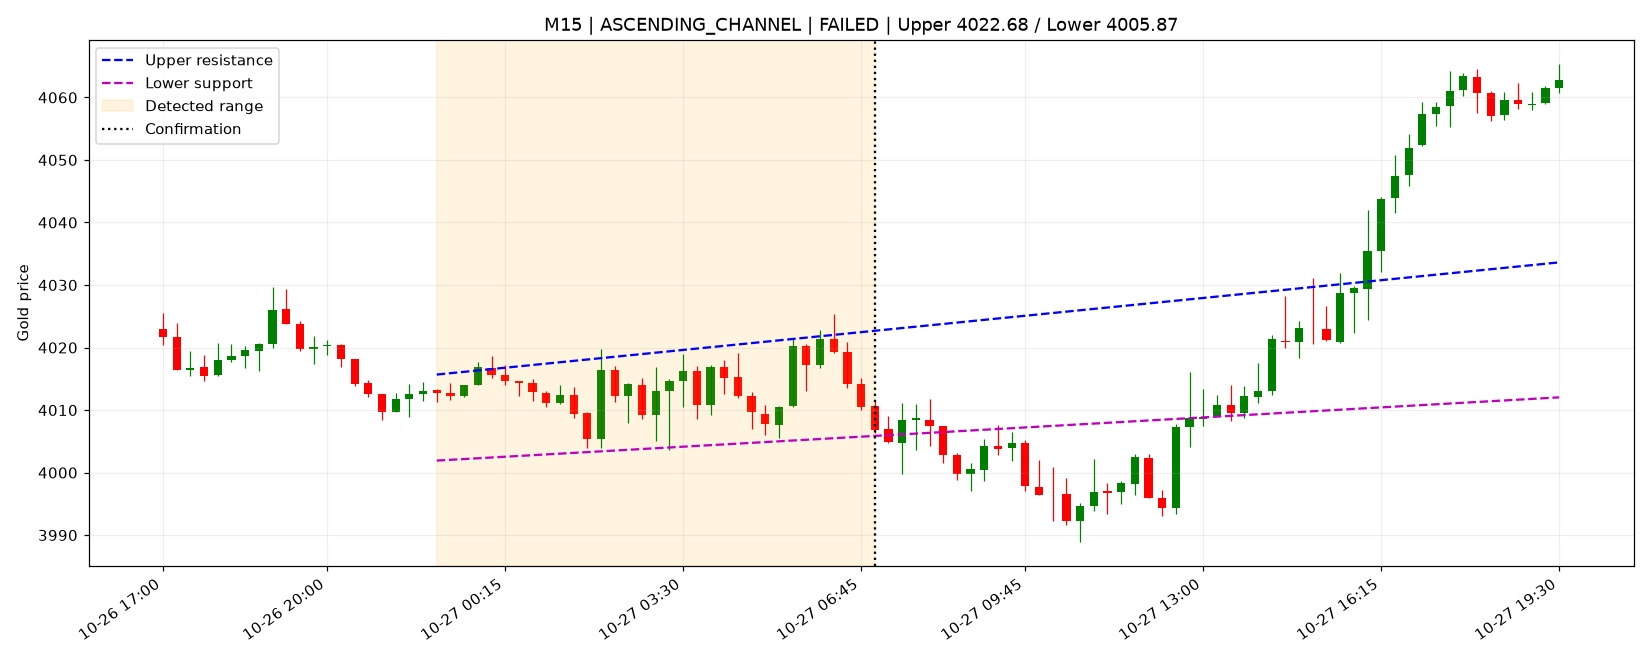 M15 | ASCENDING_CHANNEL | FAILED | Upper 4022.68 / Lower 4005.87
Upper resistance
Lower support
Detected range
Confirmation
Gold price
4060
4050
4040
4030
4020
4010
4000
3990
10-26 17:00
10-26 20:00
10-27 00:15
10-27 03:30
10-27 06:45
10-27 09:45
10-27 13:00
10-27 16:15
10-27 19:30